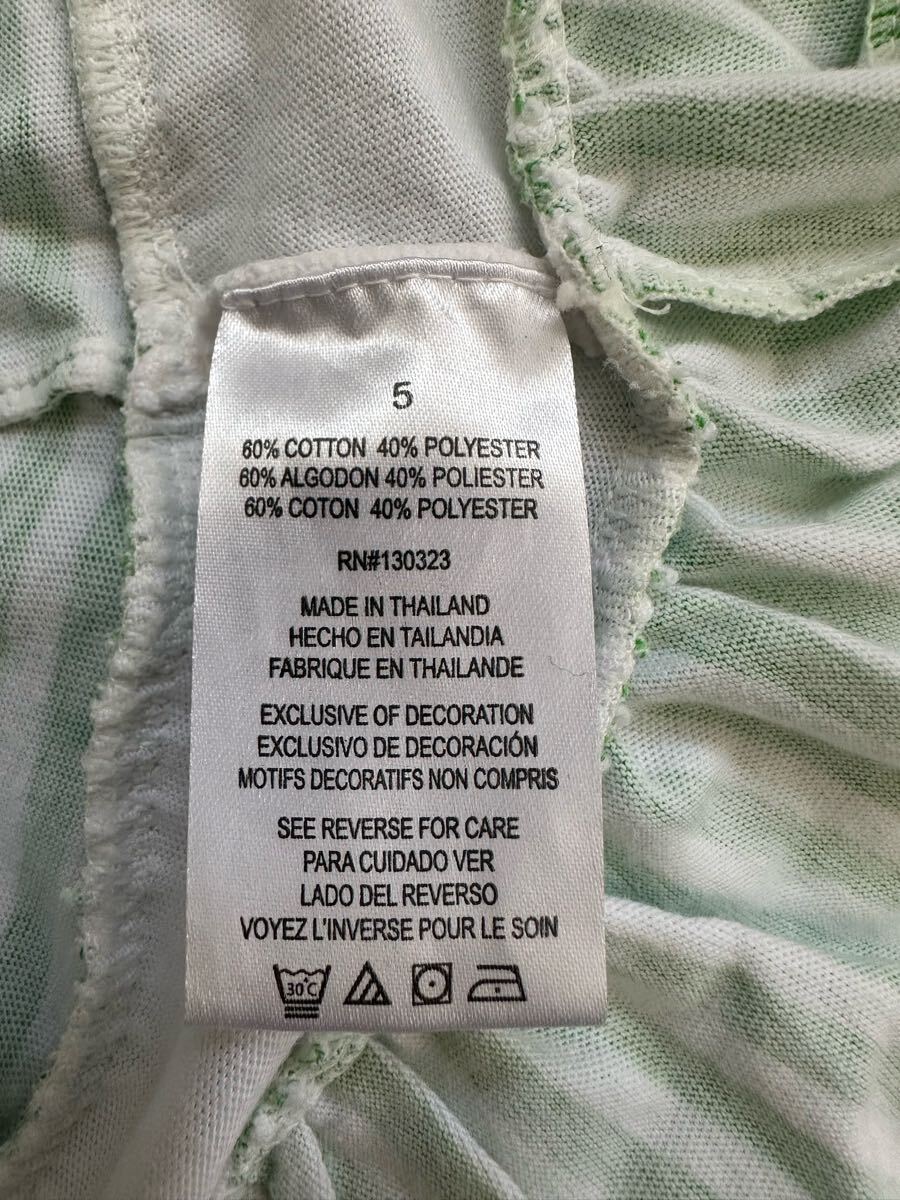 5
60% COTTON 40% POLYESTER
60% ALGODON 40% POLIESTER
60% COTON 40% POLYESTER
RN#130323
MADE IN THAILAND
HECHO EN TAILANDIA
FABRIQUE EN THAILANDE
EXCLUSIVE OF DECORATION
EXCLUSIVO DE DECORACIÓN
MOTIFS DECORATIFS NON COMPRIS
SEE REVERSE FOR CARE
PARA CUIDADO VER
LADO DEL REVERSO
VOYEZ L'INVERSE POUR LE SOIN
30°C